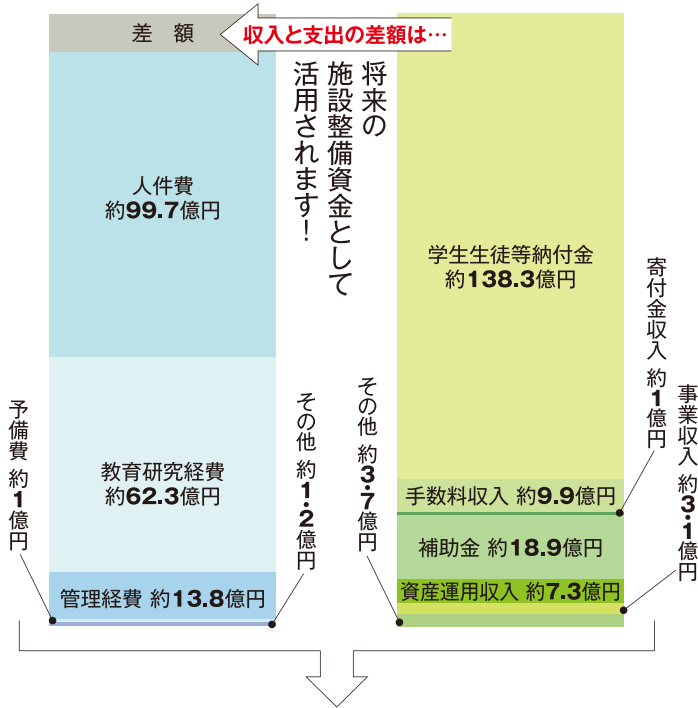 差 額
収入と支出の差額は…
将来の
施設整備資金として
活用されます！
人件費
約99.7億円
教育研究経費
約62.3億円
管理経費 約13.8億円
予備費 約1億円
その他 約1・2億円
学生生徒等納付金
約138.3億円
手数料収入 約9.9億円
寄付金収入 約1億円
補助金 約18.9億円
資産運用収入 約7.3億円
事業収入 約3・1億円
その他 約3・7億円